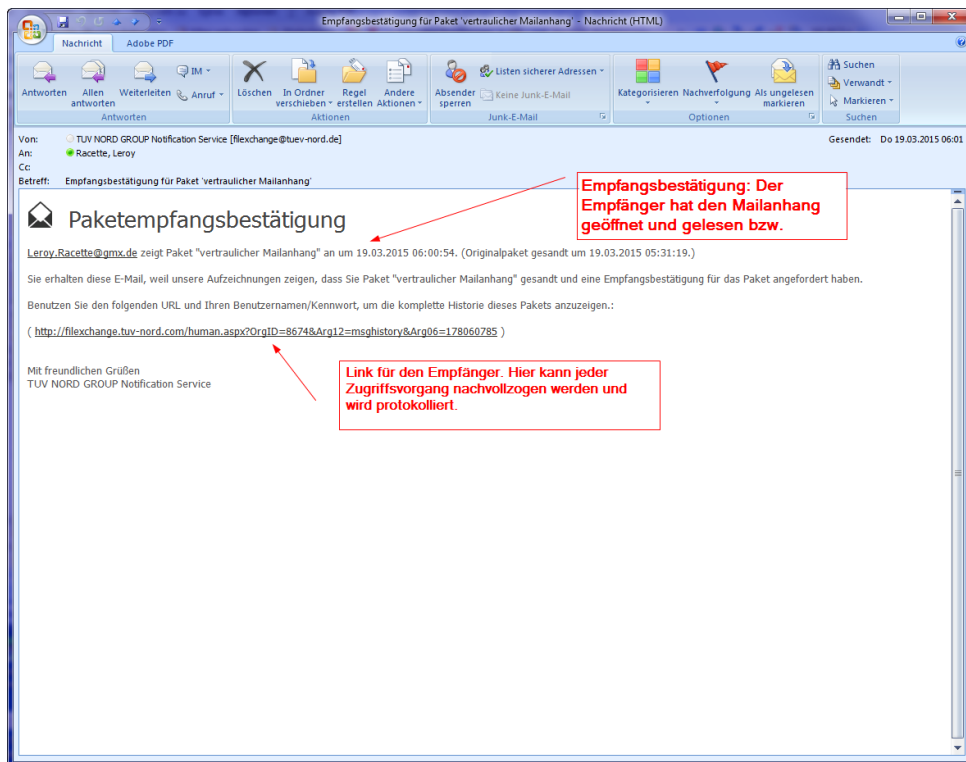 Empfangsbestätigung für Paket 'vertraulicher Mailanhang' - Nachricht (HTML)
Nachricht Adobe PDF
Antworten Allen antworten Weiterleiten IM Anruf
Löschen In Ordner verschieben Regel erstellen Andere Aktionen
Absender sperren Listen sicherer Adressen Keine Junk-E-Mail
Kategorisieren Nachverfolgung Als ungelesen markieren
Suchen Verwandt Markieren
Antworten Aktionen Junk-E-Mail Optionen Suchen
Von: TUV NORD GROUP Notification Service [filexchange@tuev-nord.de] Gesendet: Do 19.03.2015 06:01
An: Racette, Leroy
Cc:
Betreff: Empfangsbestätigung für Paket 'vertraulicher Mailanhang'
Empfangsbestätigung: Der
Empfänger hat den Mailanhang
geöffnet und gelesen bzw.
Paketempfangsbestätigung
Leroy.Racette@gmx.de zeigt Paket "vertraulicher Mailanhang" an um 19.03.2015 06:00:54. (Originalpaket gesandt um 19.03.2015 05:31:19.)
Sie erhalten diese E-Mail, weil unsere Aufzeichnungen zeigen, dass Sie Paket "vertraulicher Mailanhang" gesandt und eine Empfangsbestätigung für das Paket angefordert haben.
Benutzen Sie den folgenden URL und Ihren Benutzernamen/Kennwort, um die komplette Historie dieses Pakets anzuzeigen.:
( http://filexchange.tuv-nord.com/human.aspx?OrgID=8674&Arg12=msghistory&Arg06=178060785 )
Mit freundlichen Grüßen
TUV NORD GROUP Notification Service
Link für den Empfänger. Hier kann jeder
Zugriffsvorgang nachvollzogen werden und
wird protokolliert.